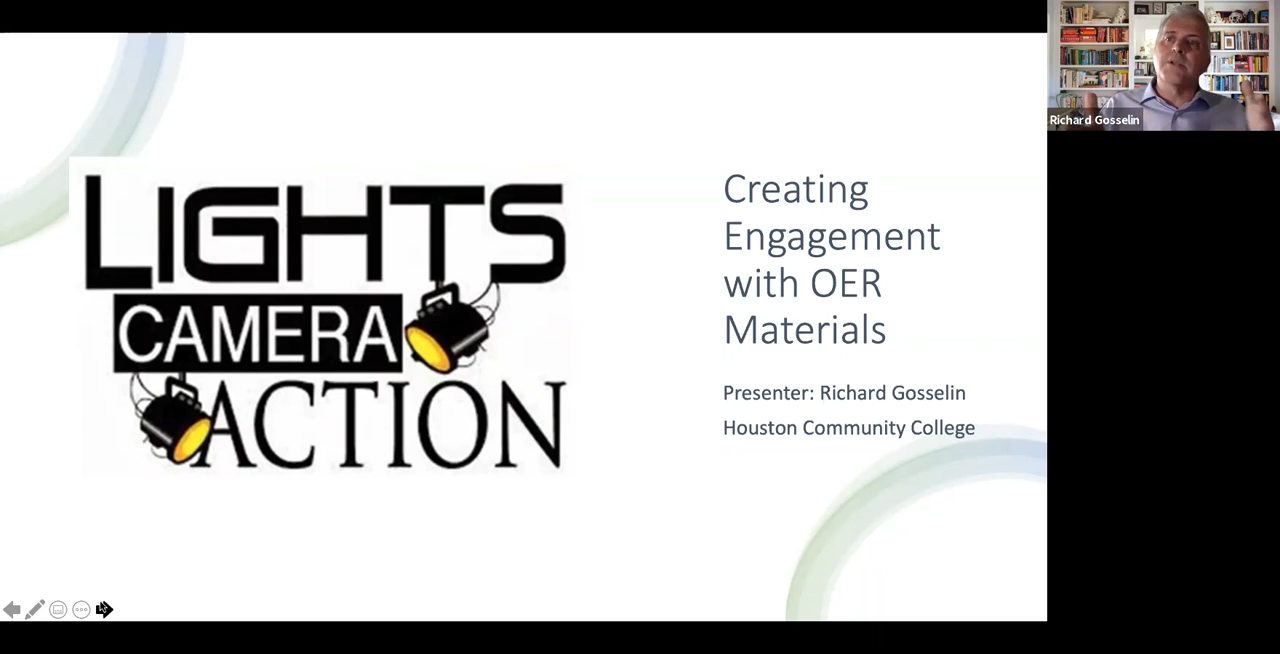 LIGHTS
CAMERA
ACTION
Creating
Engagement
with OER
Materials
Presenter: Richard Gosselin
Houston Community College
Richard Gosselin